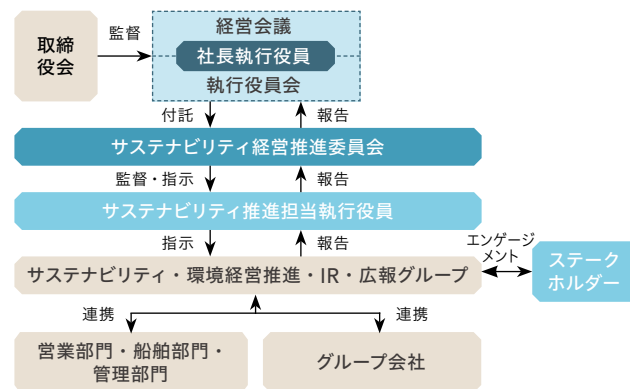 取締
役会
監督
経営会議
社長執行役員
執行役員会
付託
報告
サステナビリティ経営推進委員会
監督・指示
報告
サステナビリティ推進担当執行役員
指示
報告
サステナビリティ・環境経営推進・IR・広報グループ
エンゲージ
メント
ステーク
ホルダー
連携
連携
営業部門・船舶部門・
管理部門
グループ会社